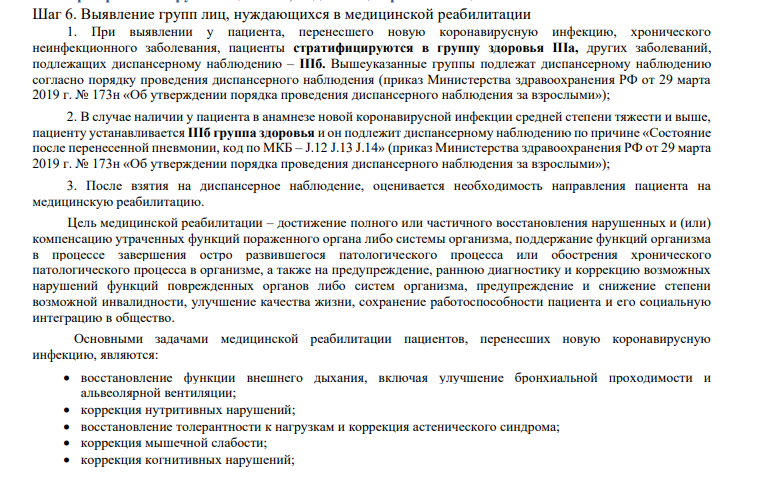 Шаг 6. Выявление групп лиц, нуждающихся в медицинской реабилитации
1. При выявлении у пациента, перенесшего новую коронавирусную инфекцию, хронического
неинфекционного заболевания, пациенты стратифицируются в группу здоровья IIIа, других заболеваний,
подлежащих диспансерному наблюдению – IIIб. Вышеуказанные группы подлежат диспансерному наблюдению
согласно порядку проведения диспансерного наблюдения (приказ Министерства здравоохранения РФ от 29 марта
2019 г. № 173н «Об утверждении порядка проведения диспансерного наблюдения за взрослыми»);
2. В случае наличии у пациента в анамнезе новой коронавирусной инфекции средней степени тяжести и выше,
пациенту устанавливается IIIб группа здоровья и он подлежит диспансерному наблюдению по причине «Состояние
после перенесенной пневмонии, код по МКБ – J.12 J.13 J.14» (приказ Министерства здравоохранения РФ от 29 марта
2019 г. № 173н «Об утверждении порядка проведения диспансерного наблюдения за взрослыми»);
3. После взятия на диспансерное наблюдение, оценивается необходимость направления пациента на
медицинскую реабилитацию.
Цель медицинской реабилитации – достижение полного или частичного восстановления нарушенных и (или)
компенсацию утраченных функций пораженного органа либо системы организма, поддержание функций организма
в процессе завершения остро развившегося патологического процесса или обострения хронического
патологического процесса в организме, а также на предупреждение, раннюю диагностику и коррекцию возможных
нарушений функций поврежденных органов либо систем организма, предупреждение и снижение степени
возможной инвалидности, улучшение качества жизни, сохранение работоспособности пациента и его социальную
интеграцию в общество.
Основными задачами медицинской реабилитации пациентов, перенесших новую коронавирусную
инфекцию, являются:
• восстановление функции внешнего дыхания, включая улучшение бронхиальной проходимости и
альвеолярной вентиляции;
• коррекция нутритивных нарушений;
• восстановление толерантности к нагрузкам и коррекция астенического синдрома;
• коррекция мышечной слабости;
• коррекция когнитивных нарушений;